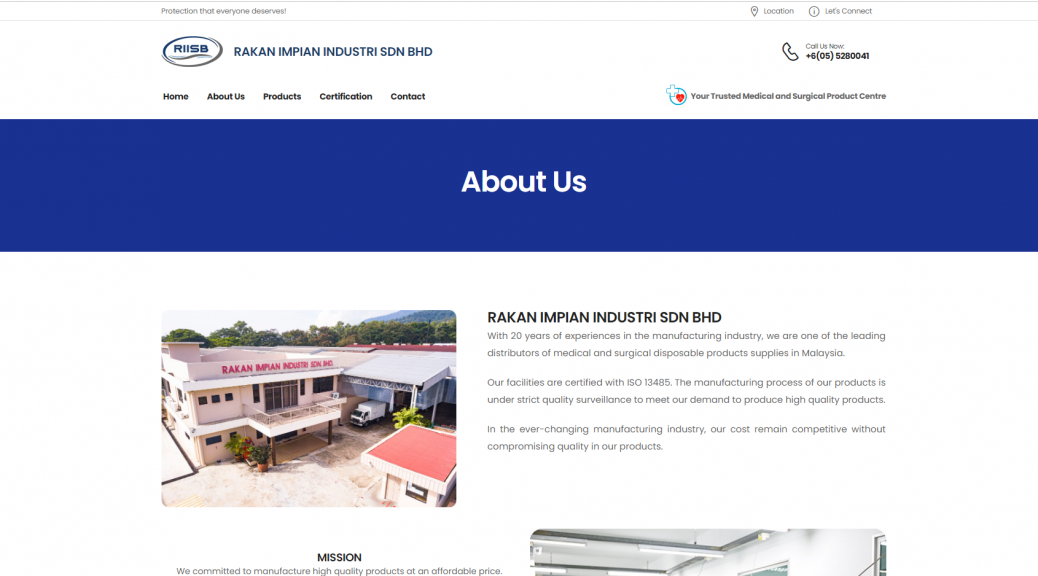 Protection that everyone deserves!
Location
Let's Connect
RIISB
RAKAN IMPIAN INDUSTRI SDN BHD
Call Us Now:
+6(05) 5280041
Home
About Us
Products
Certification
Contact
Your Trusted Medical and Surgical Product Centre
About Us
RAKAN IMPIAN INDUSTRI SDN BHD.
RAKAN IMPIAN INDUSTRI SDN BHD
With 20 years of experiences in the manufacturing industry, we are one of the leading
distributors of medical and surgical disposable products supplies in Malaysia.
Our facilities are certified with ISO 13485. The manufacturing process of our products is
under strict quality surveillance to meet our demand to produce high quality products.
In the ever-changing manufacturing industry, our cost remain competitive without
compromising quality in our products.
MISSION
We committed to manufacture high quality products at an affordable price.